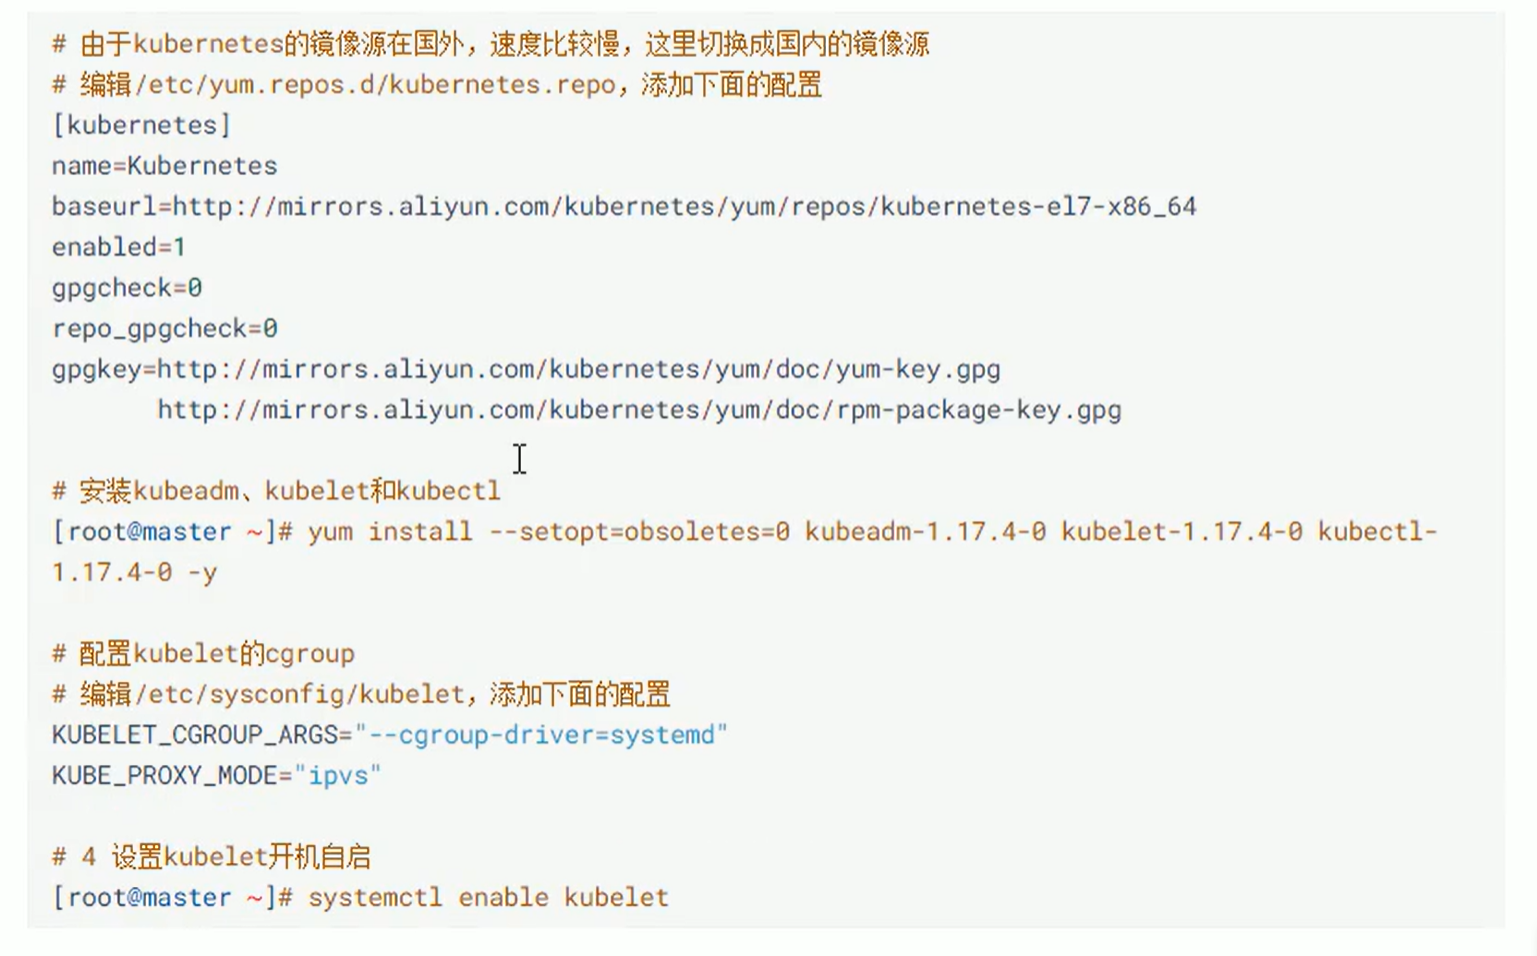 # 由于kubernetes的镜像源在国外，速度比较慢，这里切换成国内的镜像源
# 编辑/etc/yum.repos.d/kubernetes.repo，添加下面的配置
[kubernetes]
name=Kubernetes
baseurl=http://mirrors.aliyun.com/kubernetes/yum/repos/kubernetes-el7-x86_64
enabled=1
gpgcheck=0
repo_gpgcheck=0
gpgkey=http://mirrors.aliyun.com/kubernetes/yum/doc/yum-key.gpg
       http://mirrors.aliyun.com/kubernetes/yum/doc/rpm-package-key.gpg
# 安装kubeadm、kubelet和kubectl
[root@master ~]# yum install --setopt=obsoletes=0 kubeadm-1.17.4-0 kubelet-1.17.4-0 kubectl-
1.17.4-0 -y
# 配置kubelet的cgroup
# 编辑/etc/sysconfig/kubelet，添加下面的配置
KUBELET_CGROUP_ARGS="--cgroup-driver=systemd"
KUBE_PROXY_MODE="ipvs"
# 4 设置kubelet开机自启
[root@master ~]# systemctl enable kubelet